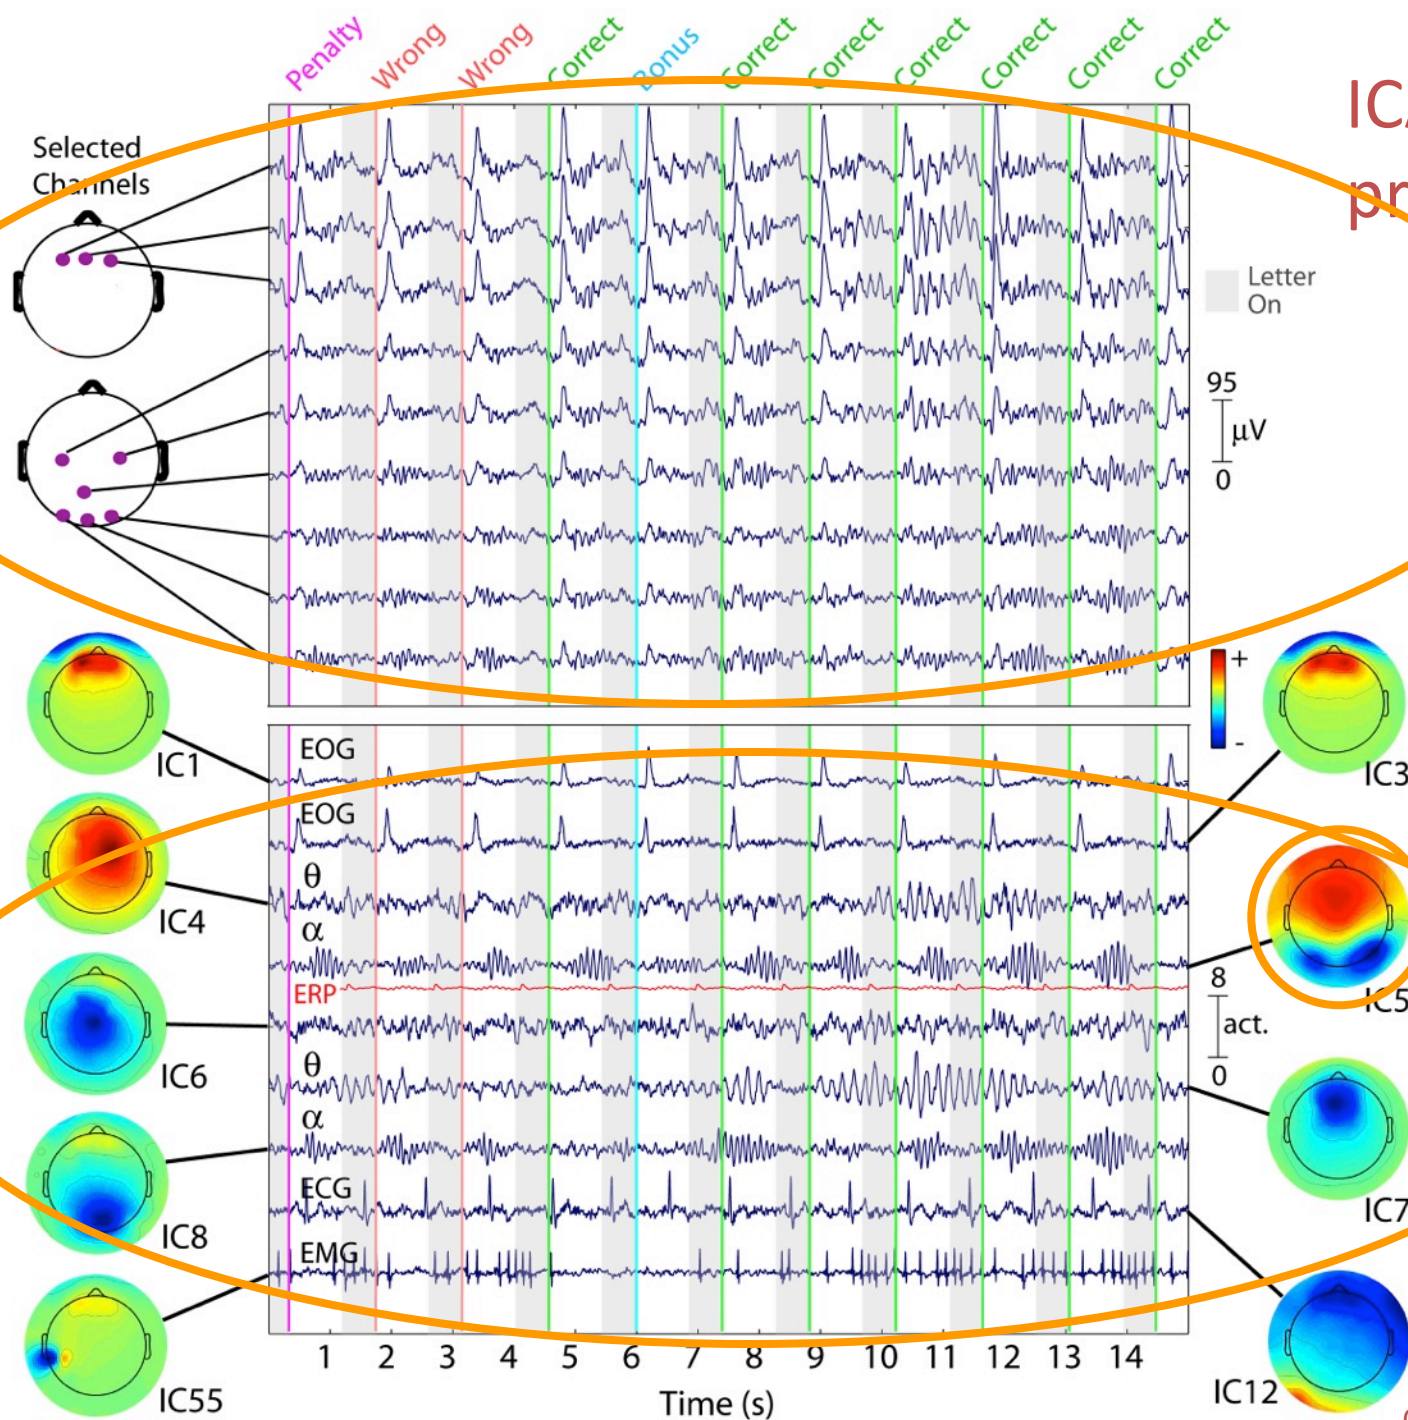 Penalty
Wrong
Wrong
Correct
Bonus
Correct
Correct
Correct
Correct
Correct
Correct
Selected
Channels
Letter
On
95
μV
0
+
-
EOG
IC1
IC3
EOG
θ
IC4
α
IC5
ERP
8
act.
0
IC6
θ
IC7
α
IC8
ECG
EMG
IC55
IC12
1 2 3 4 5 6 7 8 9 10 11 12 13 14
Time (s)